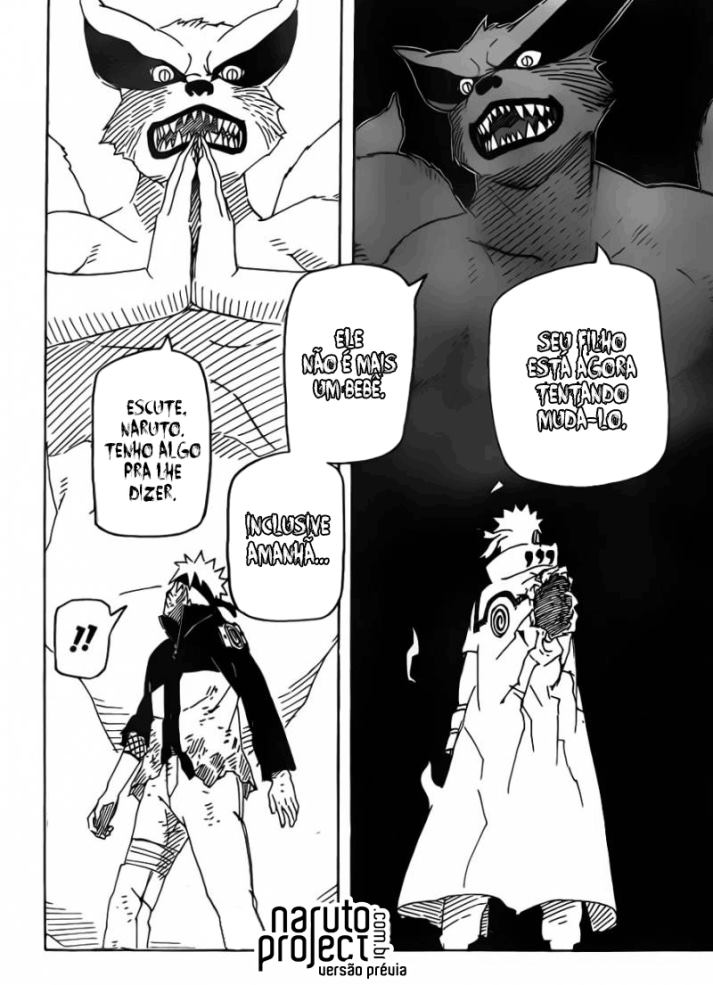 SEU FILHO
ESTÁ AGORA
TENTANDO
MUDÁ-LO.
ELE
NÃO É MAIS
UM BEBÊ.
INCLUSIVE
AMANHÃ...
ESCUTE,
NARUTO.
TENHO ALGO
PRA LHE
DIZER.
!!
naruto
project
.com.br
versão prévia